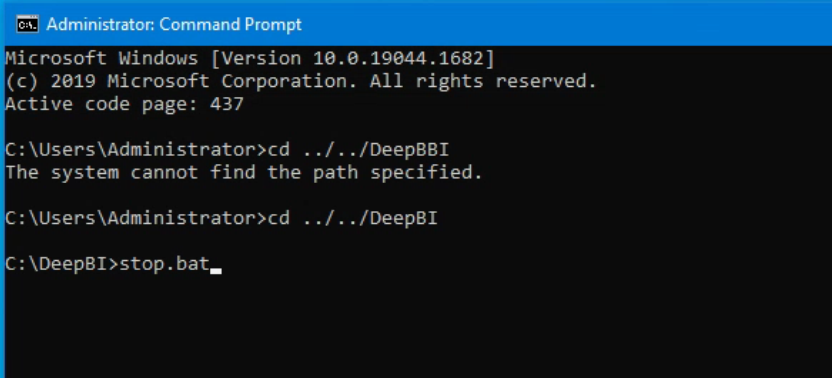 Administrator: Command Prompt
Microsoft Windows [Version 10.0.19044.1682]
(c) 2019 Microsoft Corporation. All rights reserved.
Active code page: 437
C:\Users\Administrator>cd ../../DeepBBI
The system cannot find the path specified.
C:\Users\Administrator>cd ../../DeepBI
C:\DeepBI>stop.bat